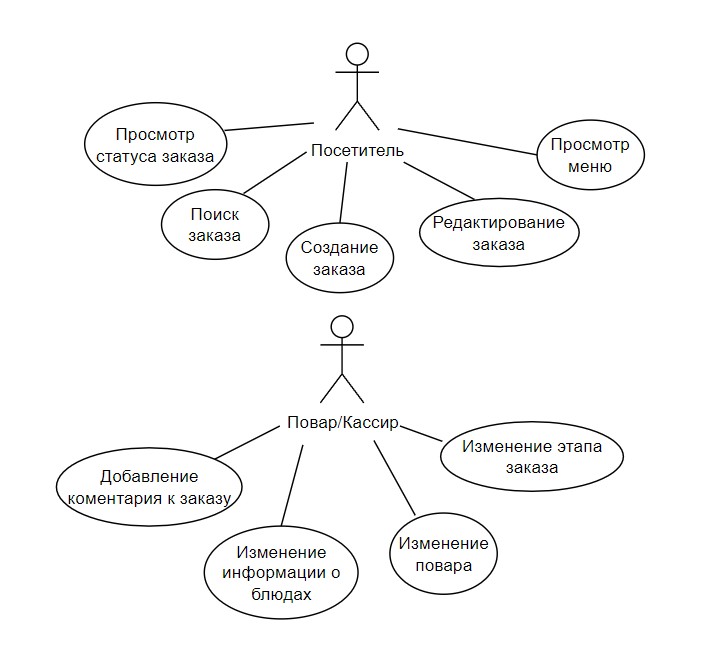 Просмотр
статуса заказа
Посетитель
Просмотр
меню
Поиск
заказа
Создание
заказа
Редактирование
заказа
Повар/Кассир
Добавление
коментария к заказу
Изменение
информации о
блюдах
Изменение
повара
Изменение этапа
заказа